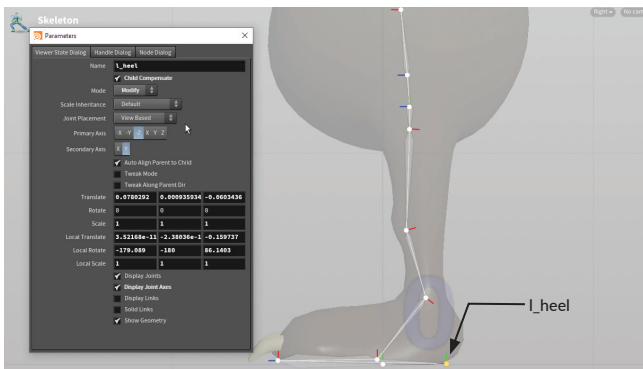 Skeleton
Right
No cam
Parameters
Viewer State Dialog Handle Dialog Node Dialog
Name l_heel
Child Compensate
Mode Modify
Scale Inheritance Default
Joint Placement View Based
Primary Axis -X -Y -Z X Y Z
Secondary Axis X Y
Auto Align Parent to Child
Tweak Mode
Tweak Along Parent Dir
Translate 0.0780292 0.000935934 -0.0603436
Rotate 0 0 0
Scale 1 1 1
Local Translate 3.52168e-11 -2.38036e-1 -0.159737
Local Rotate -179.089 -180 86.1403
Local Scale 1 1 1
Display Joints
Display Joint Axes
Display Links
Solid Links
Show Geometry
l_heel